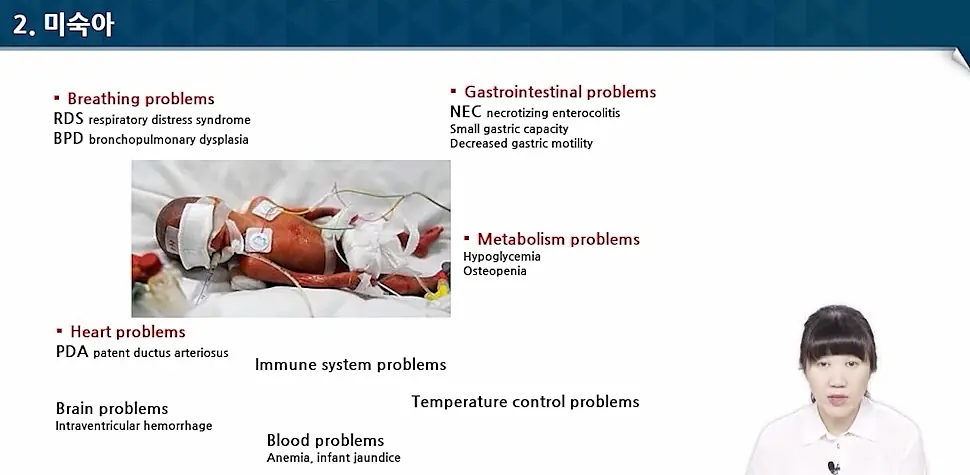 2. 미숙아
▪ Breathing problems
RDS respiratory distress syndrome
BPD bronchopulmonary dysplasia
▪ Gastrointestinal problems
NEC necrotizing enterocolitis
Small gastric capacity
Decreased gastric motility
▪ Metabolism problems
Hypoglycemia
Osteopenia
▪ Heart problems
PDA patent ductus arteriosus
Immune system problems
Temperature control problems
Brain problems
Intraventricular hemorrhage
Blood problems
Anemia, infant jaundice